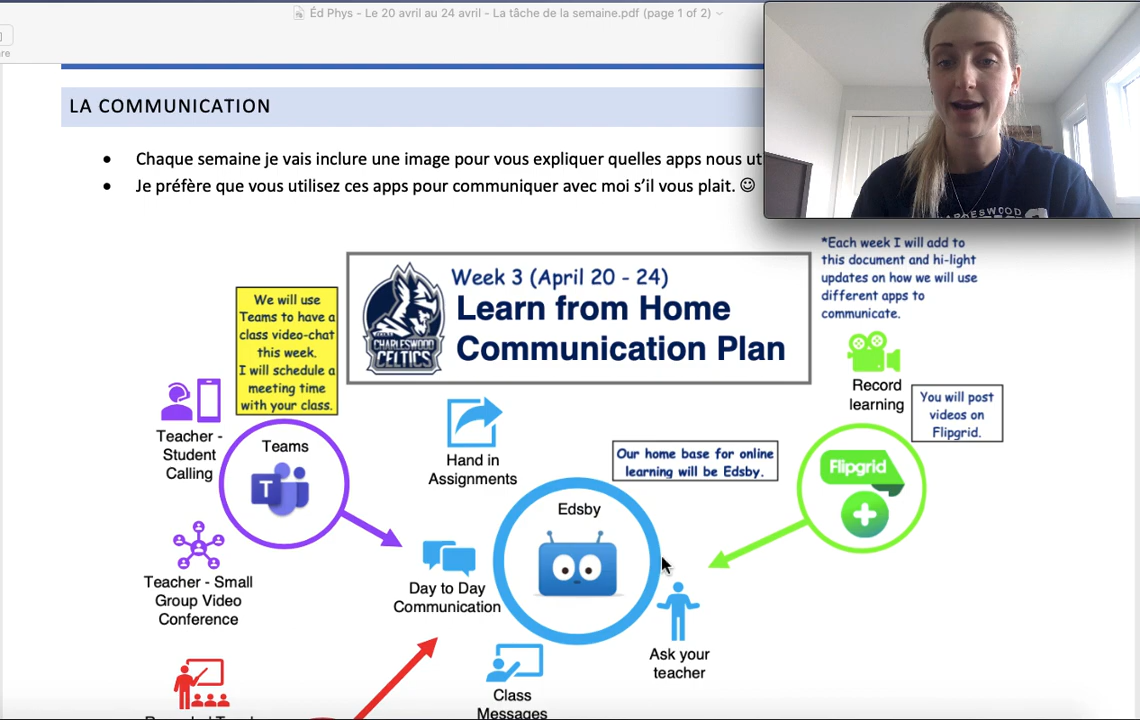 Éd Phys - Le 20 avril au 24 avril - La tâche de la semaine.pdf (page 1 of 2)
LA COMMUNICATION
• Chaque semaine je vais inclure une image pour vous expliquer quelles apps nous
• Je préfère que vous utilisez ces apps pour communiquer avec moi s’il vous plait. ☺
*Each week I will add to
this document and hi-light
updates on how we will use
different apps to
communicate.
Week 3 (April 20 - 24)
Learn from Home
Communication Plan
CHARLESWOOD
CELTICS
We will use
Teams to have a
class video-chat
this week.
I will schedule a
meeting time
with your class.
Record
learning
You will post
videos on
Flipgrid.
Teacher -
Student
Calling
Teams
T
Hand in
Assignments
Our home base for online
learning will be Edsby.
Flipgrid
Edsby
Teacher - Small
Group Video
Conference
Day to Day
Communication
Ask your
teacher
Class
Messages